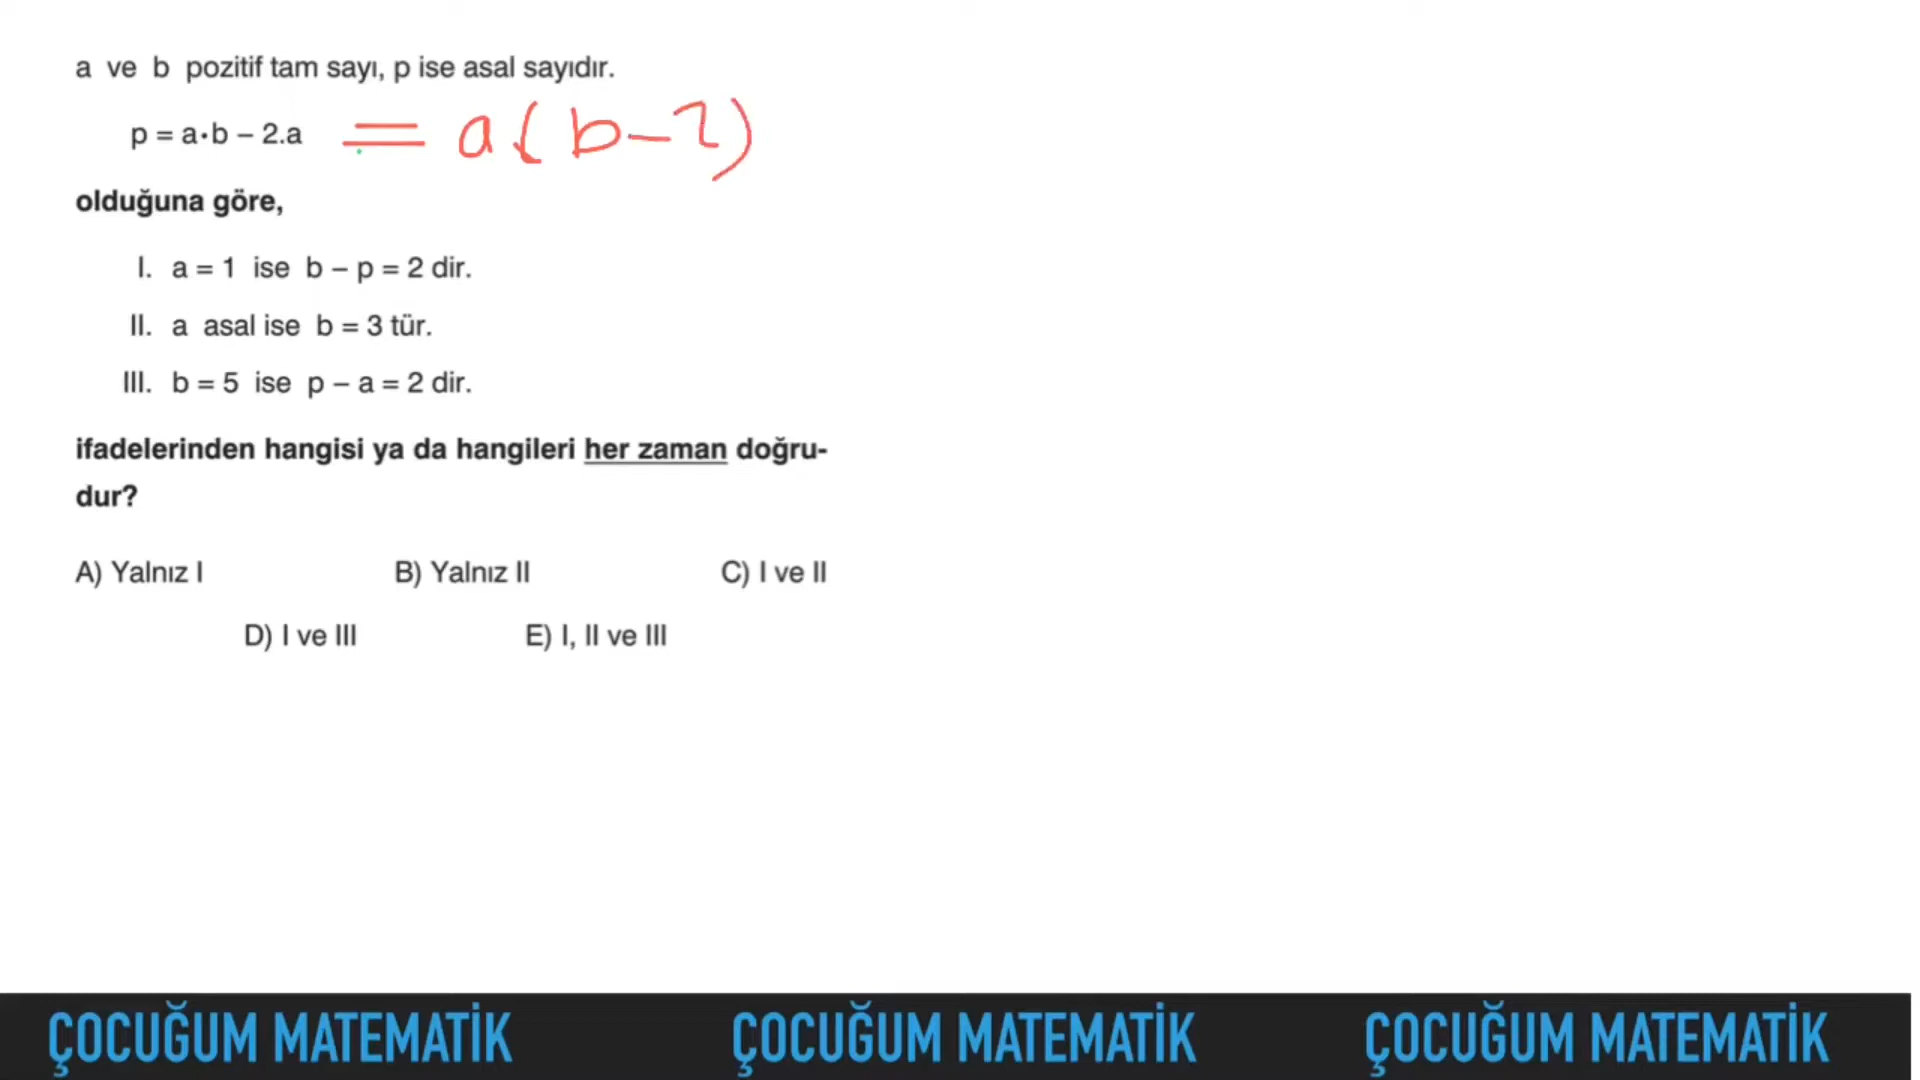 a ve b pozitif tam sayı, p ise asal sayıdır.
p = a·b – 2.a = a(b-2)
olduğuna göre,
I. a = 1 ise b – p = 2 dir.
II. a asal ise b = 3 tür.
III. b = 5 ise p – a = 2 dir.
ifadelerinden hangisi ya da hangileri her zaman doğru-
dur?
A) Yalnız I B) Yalnız II C) I ve II
D) I ve III E) I, II ve III
ÇOCUĞUM MATEMATİK ÇOCUĞUM MATEMATİK ÇOCUĞUM MATEMATİK